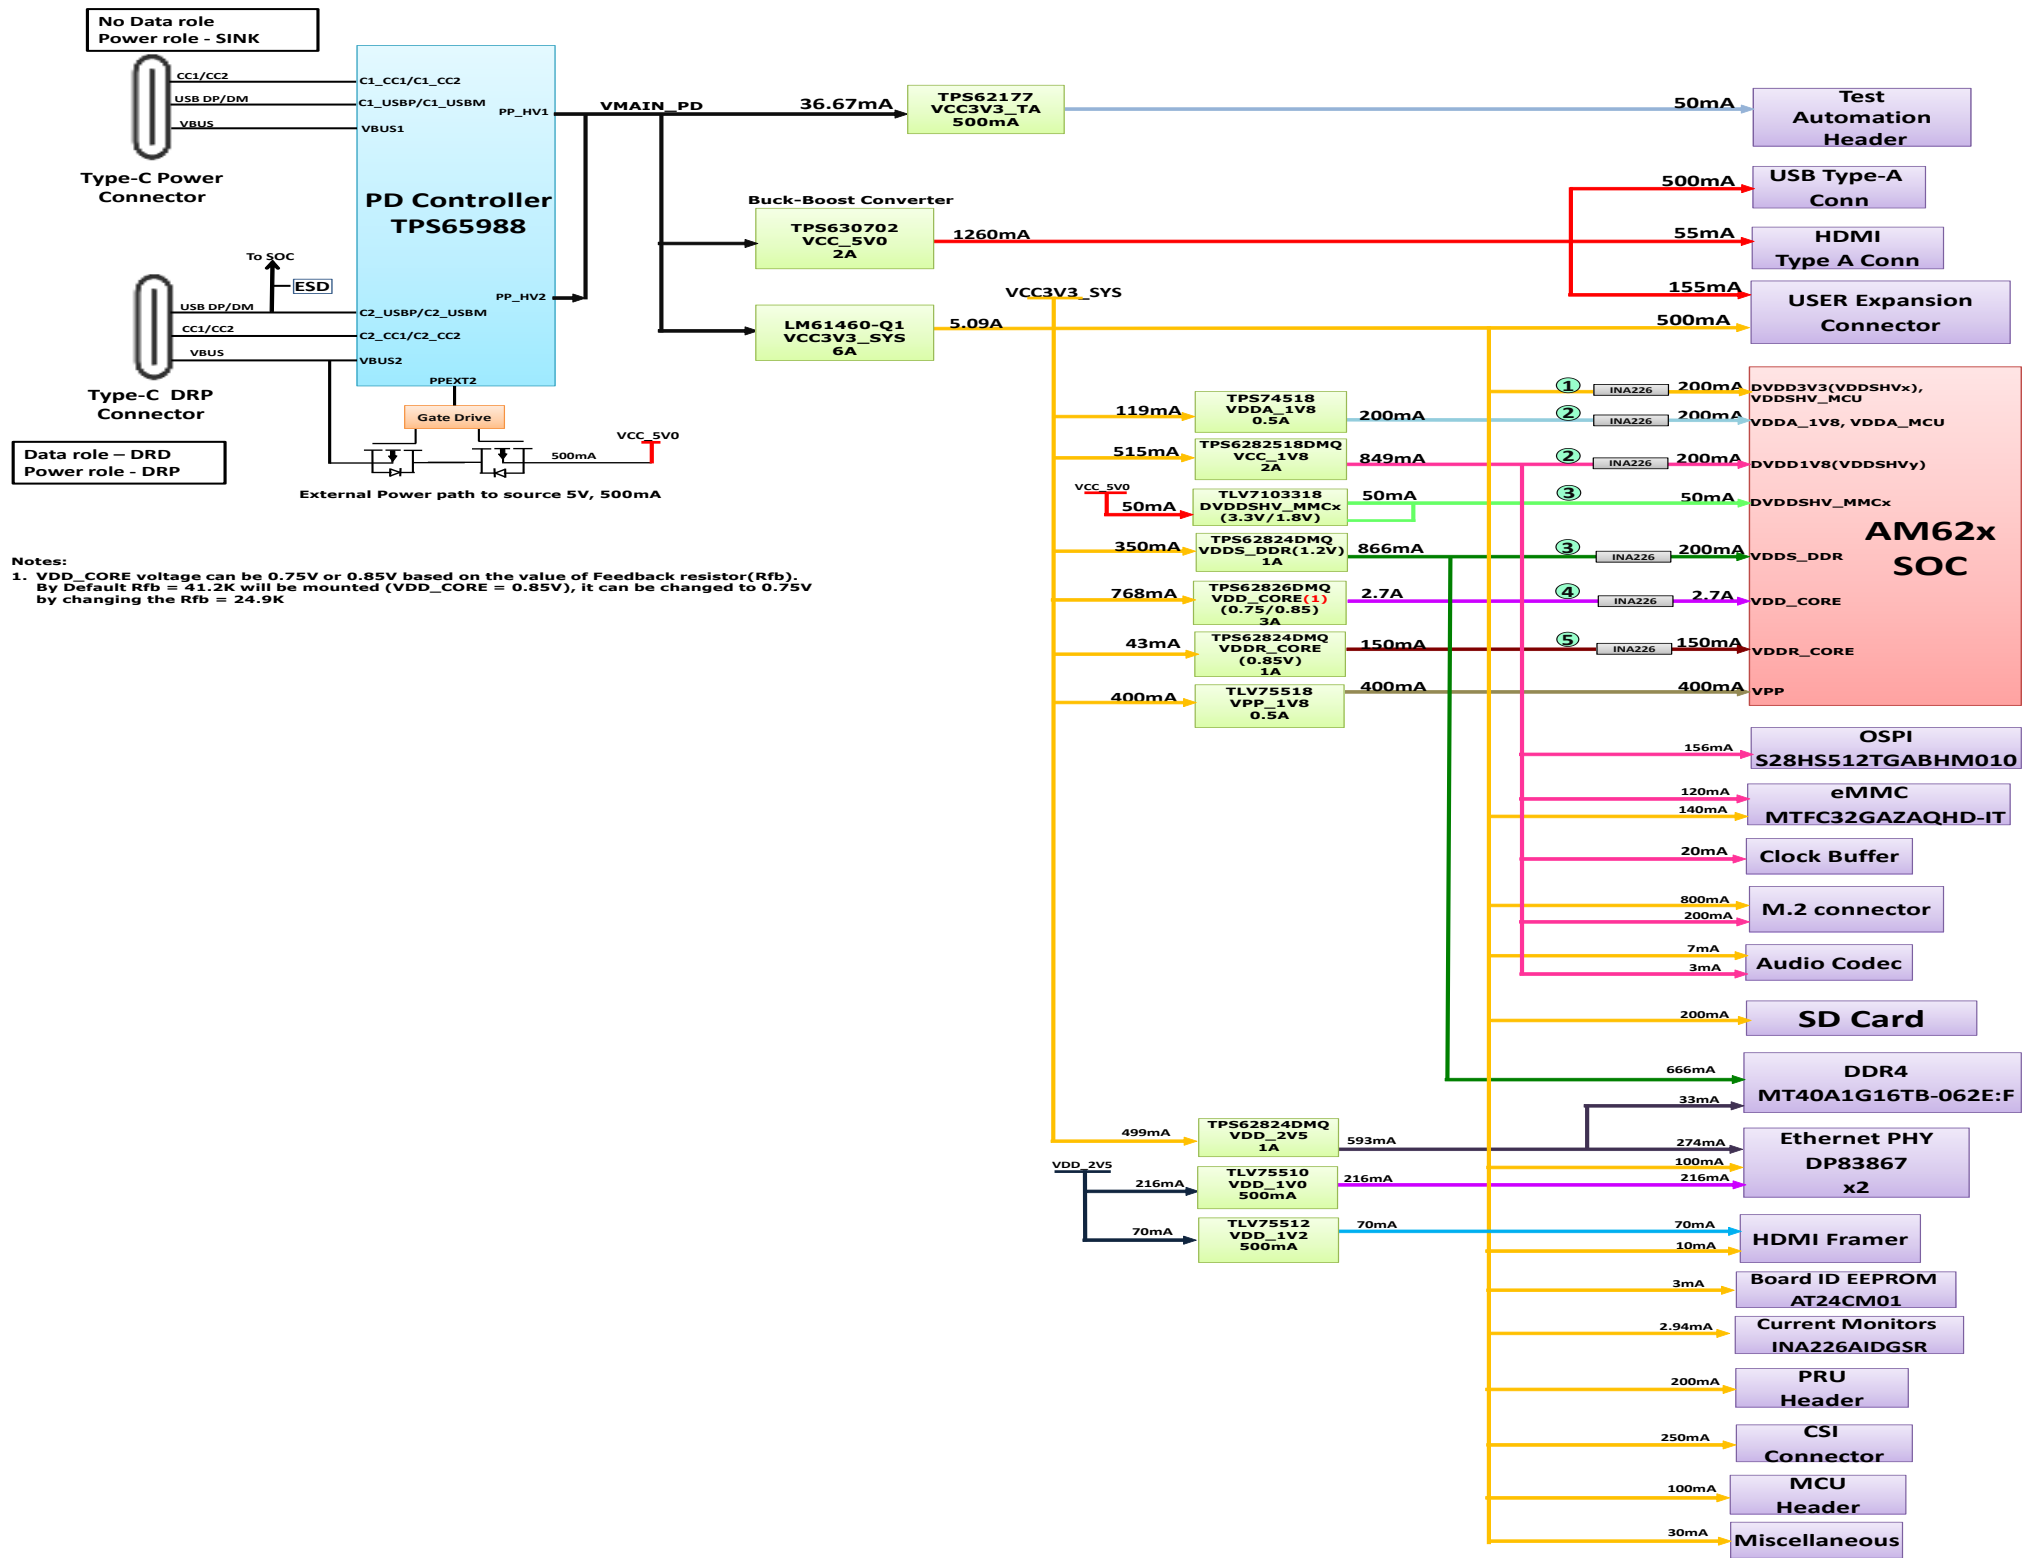 No Data role
Power role - SINK
CC1/CC2
USB DP/DM
VBUS
Type-C Power
Connector
C1_CC1/C1_CC2
C1_USBP/C1_USBM
VBUS1
PP_HV1
PD Controller
TPS65988
PP_HV2
C2_USBP/C2_USBM
C2_CC1/C2_CC2
VBUS2
PPEXT2
To SOC
ESD
USB DP/DM
CC1/CC2
VBUS
Type-C DRP
Connector
Data role – DRD
Power role - DRP
Gate Drive
500mA
VCC_5V0
External Power path to source 5V, 500mA
Notes:
1. VDD_CORE voltage can be 0.75V or 0.85V based on the value of Feedback resistor(Rfb).
By Default Rfb = 41.2K will be mounted (VDD_CORE = 0.85V), it can be changed to 0.75V
by changing the Rfb = 24.9K
VMAIN_PD
36.67mA
TPS62177
VCC3V3_TA
500mA
50mA
Test
Automation
Header
Buck-Boost Converter
TPS630702
VCC_5V0
2A
1260mA
500mA
USB Type-A
Conn
55mA
HDMI
Type A Conn
155mA
USER Expansion
Connector
500mA
VCC3V3_SYS
LM61460-Q1
VCC3V3_SYS
6A
5.09A
1
INA226
200mA
DVDD3V3(VDDSHVx),
VDDSHV_MCU
119mA
TPS74518
VDDA_1V8
0.5A
200mA
2
INA226
200mA
VDDA_1V8, VDDA_MCU
515mA
TPS6282518DMQ
VCC_1V8
2A
849mA
2
INA226
200mA
DVDD1V8(VDDSHVy)
VCC_5V0
50mA
TLV7103318
DVDDSHV_MMCx
(3.3V/1.8V)
50mA
3
50mA
DVDDSHV_MMCx
AM62x
SOC
350mA
TPS62824DMQ
VDDS_DDR(1.2V)
1A
866mA
3
INA226
200mA
VDDS_DDR
768mA
TPS62826DMQ
VDD_CORE(1)
(0.75/0.85)
3A
2.7A
4
INA226
2.7A
VDD_CORE
43mA
TPS62824DMQ
VDDR_CORE
(0.85V)
1A
150mA
5
INA226
150mA
VDDR_CORE
400mA
TLV75518
VPP_1V8
0.5A
400mA
400mA
VPP
156mA
OSPI
S28HS512TGABHM010
120mA
140mA
eMMC
MTFC32GAZAQHD-IT
20mA
Clock Buffer
800mA
200mA
M.2 connector
7mA
3mA
Audio Codec
200mA
SD Card
666mA
33mA
DDR4
MT40A1G16TB-062E:F
499mA
TPS62824DMQ
VDD_2V5
1A
593mA
274mA
100mA
216mA
Ethernet PHY
DP83867
x2
VDD_2V5
216mA
TLV75510
VDD_1V0
500mA
216mA
70mA
TLV75512
VDD_1V2
500mA
70mA
70mA
10mA
HDMI Framer
3mA
Board ID EEPROM
AT24CM01
2.94mA
Current Monitors
INA226AIDGSR
200mA
PRU
Header
250mA
CSI
Connector
100mA
MCU
Header
30mA
Miscellaneous